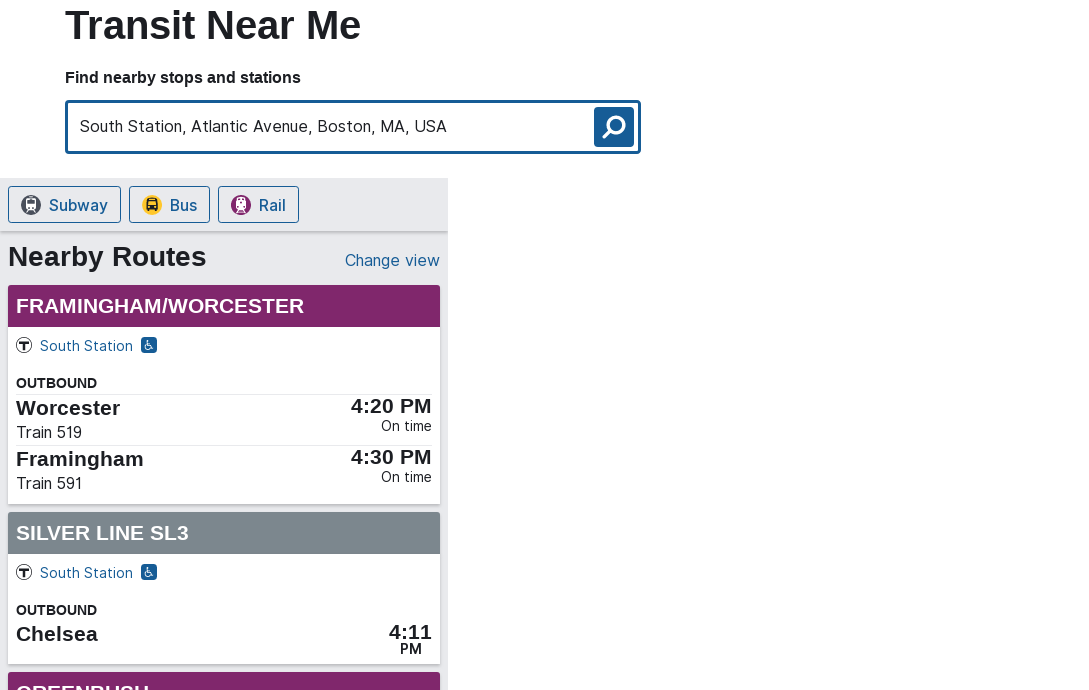 Transit Near Me
Find nearby stops and stations
South Station, Atlantic Avenue, Boston, MA, USA
Subway Bus Rail
Nearby Routes Change view
FRAMINGHAM/WORCESTER
South Station
OUTBOUND
Worcester 4:20 PM
Train 519 On time
Framingham 4:30 PM
Train 591 On time
SILVER LINE SL3
South Station
OUTBOUND
Chelsea 4:11
PM
GREENBUSH